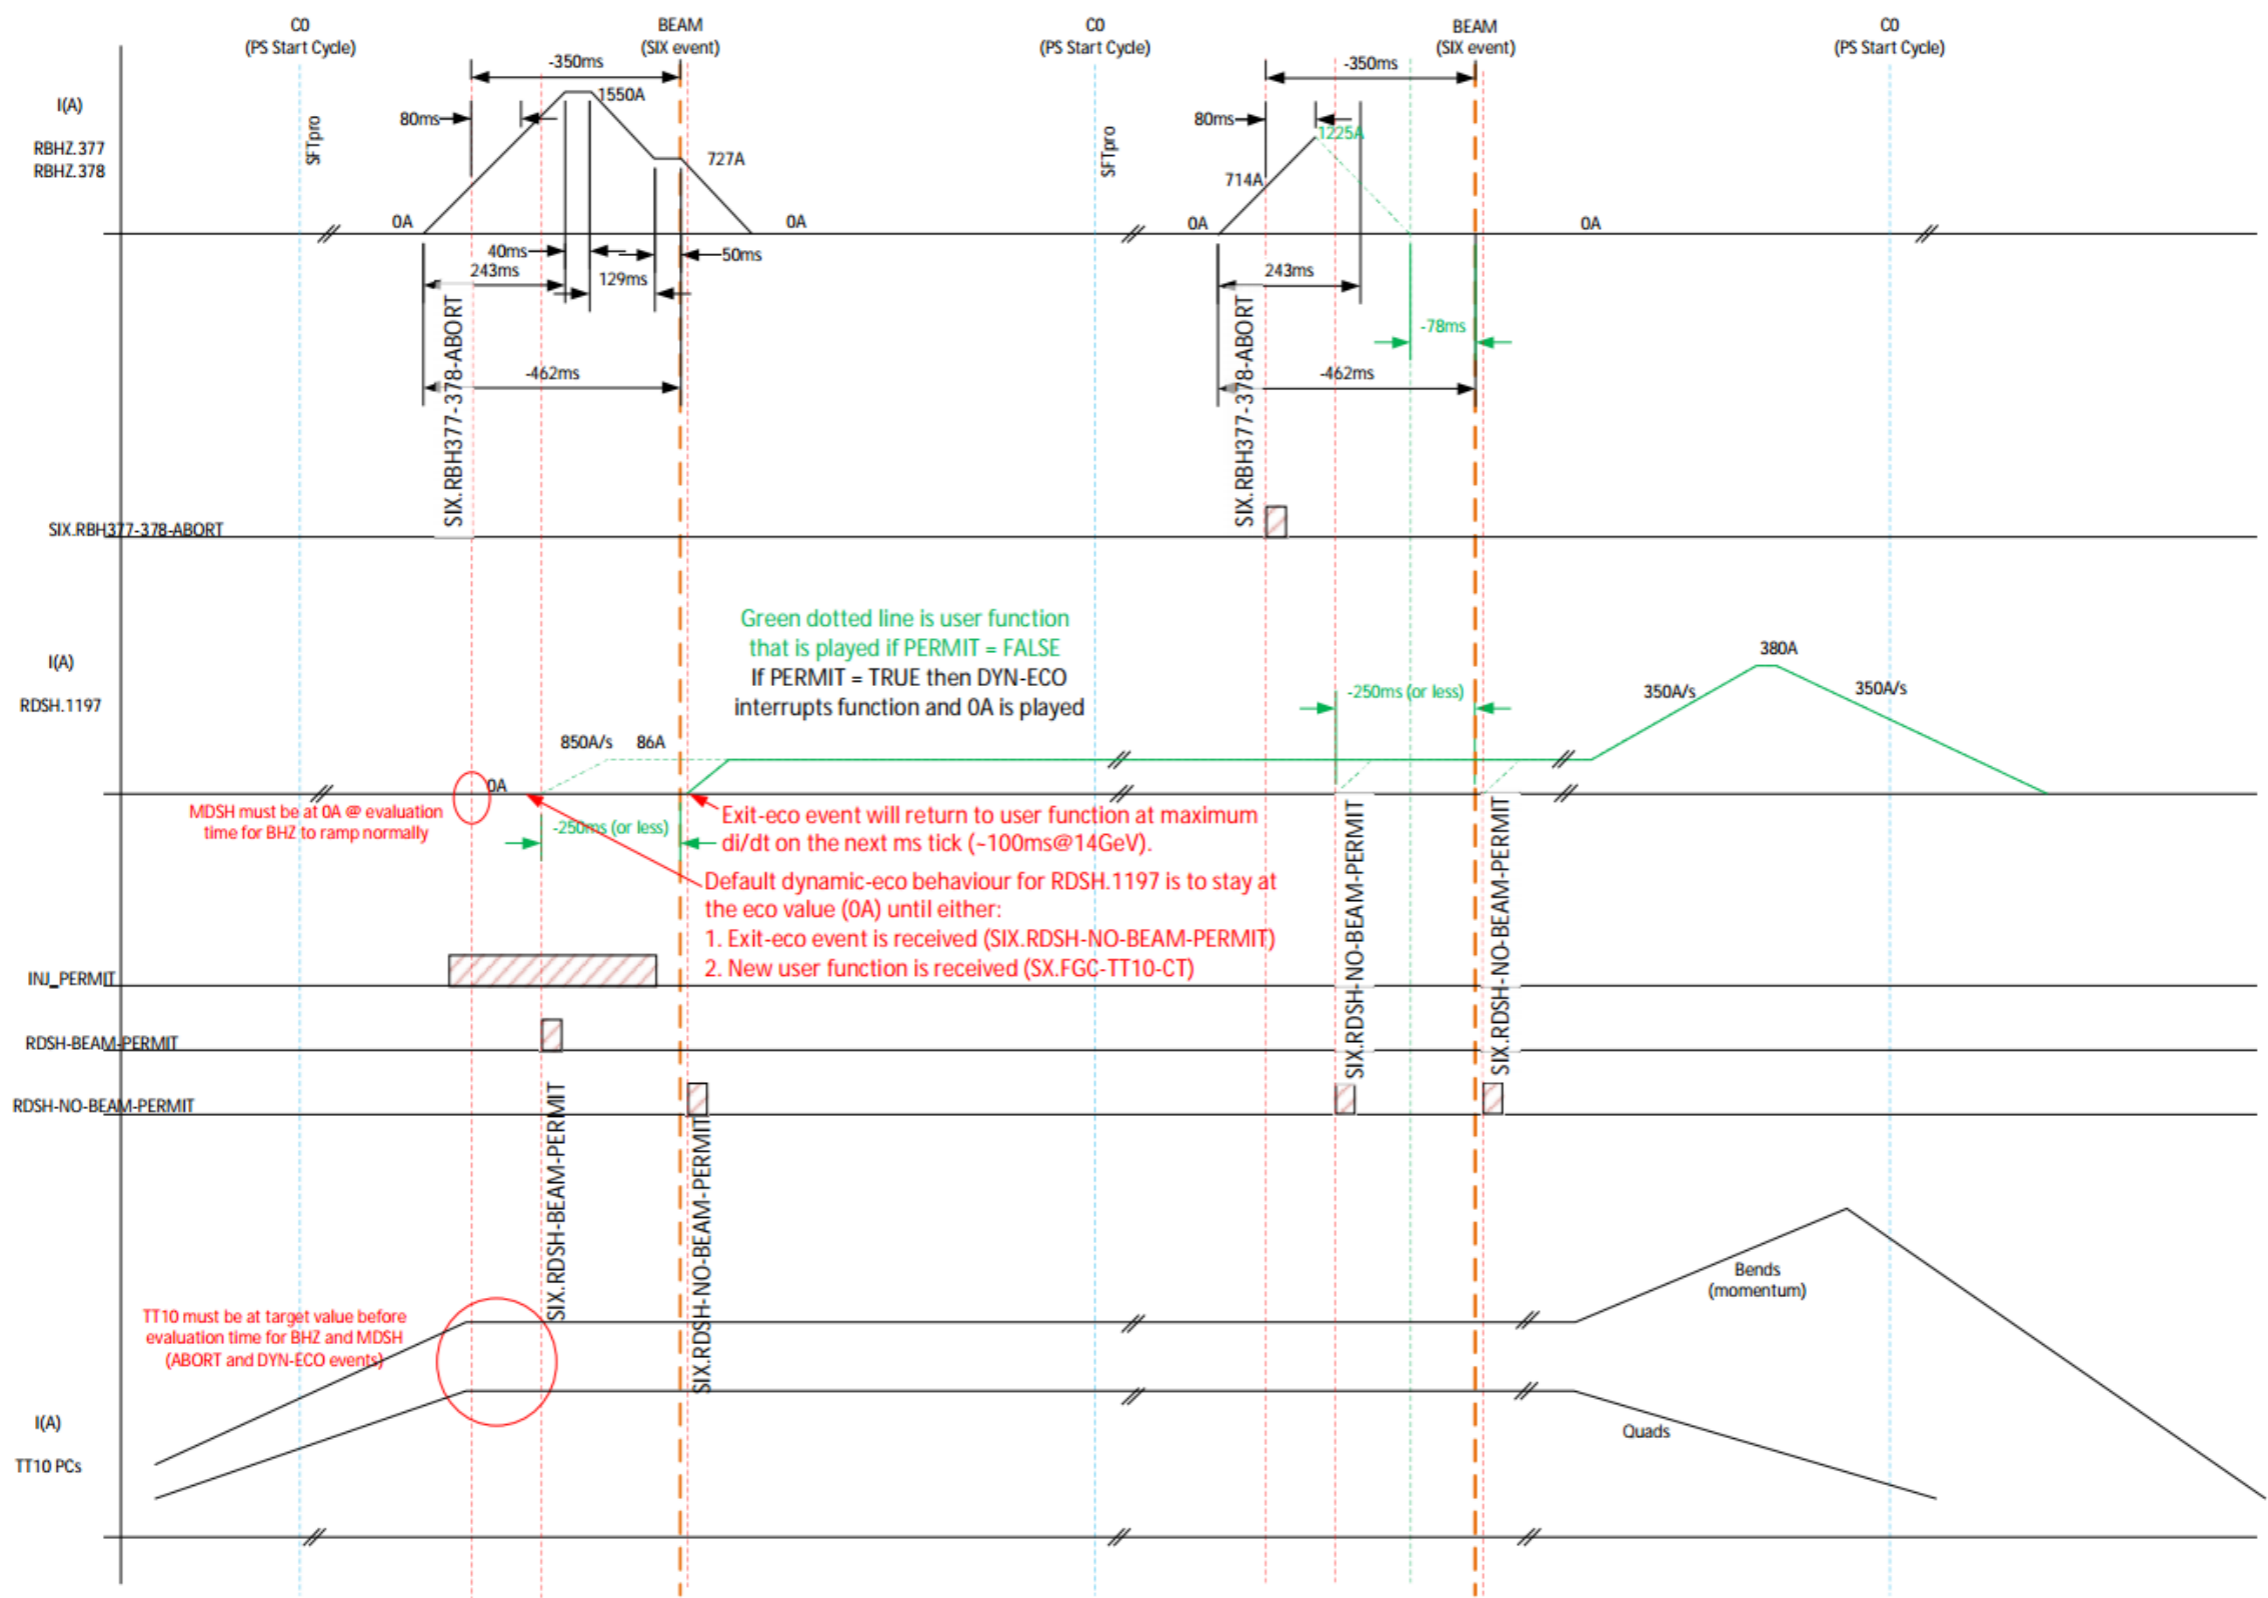 C0
(PS Start Cycle)
BEAM
(SIX event)
C0
(PS Start Cycle)
BEAM
(SIX event)
C0
(PS Start Cycle)
-350ms
-350ms
I(A)
RBHZ.377
RBHZ.378
SFTpro
80ms
1550A
727A
0A
0A
40ms
50ms
243ms
129ms
-462ms
SIX.RBH377-378-ABORT
SFTpro
80ms
1225A
714A
0A
0A
243ms
-78ms
-462ms
SIX.RBH377-378-ABORT
SIX.RBH377-378-ABORT
Green dotted line is user function
that is played if PERMIT = FALSE
If PERMIT = TRUE then DYN-ECO
interrupts function and 0A is played
I(A)
RDSH.1197
850A/s
86A
0A
-250ms (or less)
380A
350A/s
350A/s
MDSH must be at 0A @ evaluation
time for BHZ to ramp normally
-250ms (or less)
Exit-eco event will return to user function at maximum
di/dt on the next ms tick (~100ms@14GeV).
Default dynamic-eco behaviour for RDSH.1197 is to stay at
the eco value (0A) until either:
1. Exit-eco event is received (SIX.RDSH-NO-BEAM-PERMIT)
2. New user function is received (SX.FGC-TT10-CT)
SIX.RDSH-NO-BEAM-PERMIT
SIX.RDSH-NO-BEAM-PERMIT
INJ_PERMIT
RDSH-BEAM-PERMIT
RDSH-NO-BEAM-PERMIT
SIX.RDSH-BEAM-PERMIT
SIX.RDSH-NO-BEAM-PERMIT
TT10 must be at target value before
evaluation time for BHZ and MDSH
(ABORT and DYN-ECO events)
Bends
(momentum)
Quads
I(A)
TT10 PCs